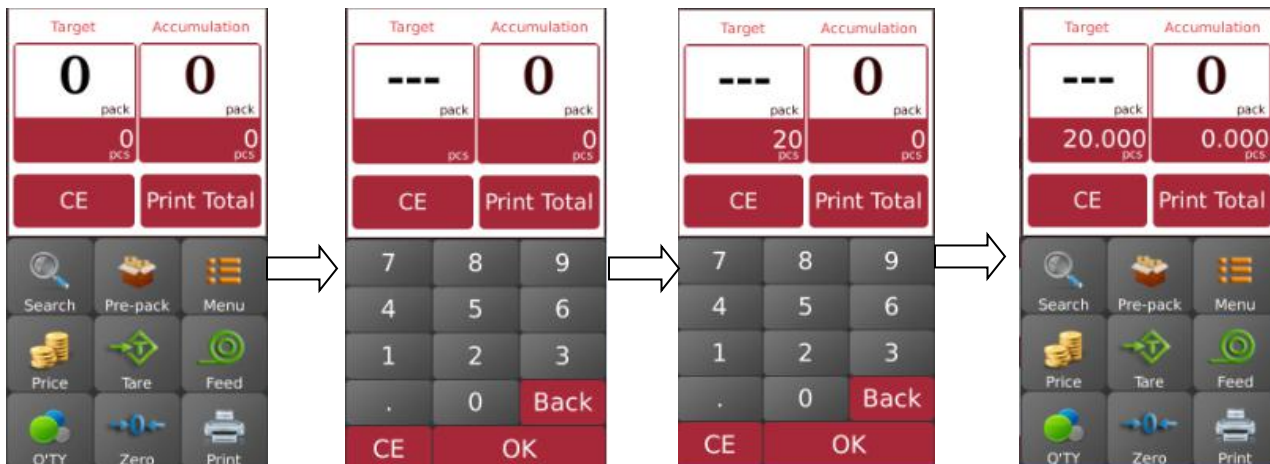 Target Accumulation
0 0
pack pack
0 0
pcs pcs
CE Print Total
Search Pre-pack Menu
Price Tare Feed
Q'TY Zero Print
Target Accumulation
--- 0
pack pack
0
pcs pcs
CE Print Total
7 8 9
4 5 6
1 2 3
. 0 Back
CE OK
Target Accumulation
--- 0
pack pack
20 0
pcs pcs
CE Print Total
7 8 9
4 5 6
1 2 3
. 0 Back
CE OK
Target Accumulation
--- 0
pack pack
20.000 0.000
pcs pcs
CE Print Total
Search Pre-pack Menu
Price Tare Feed
Q'TY Zero Print